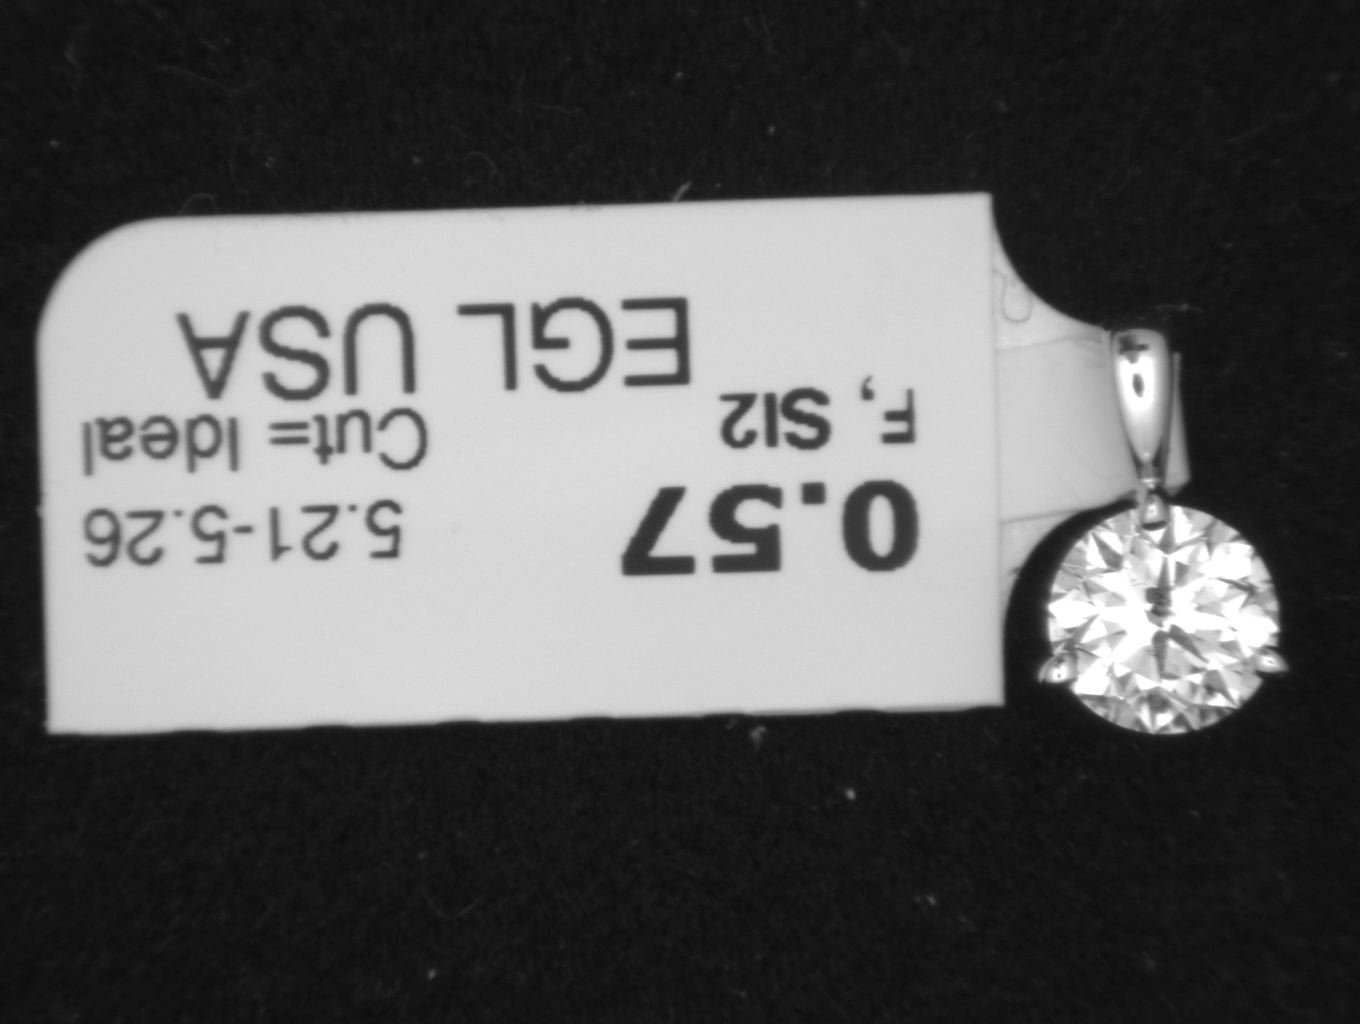 0.57 5.21-5.26
F, SI2 Cut= Ideal
EGL USA